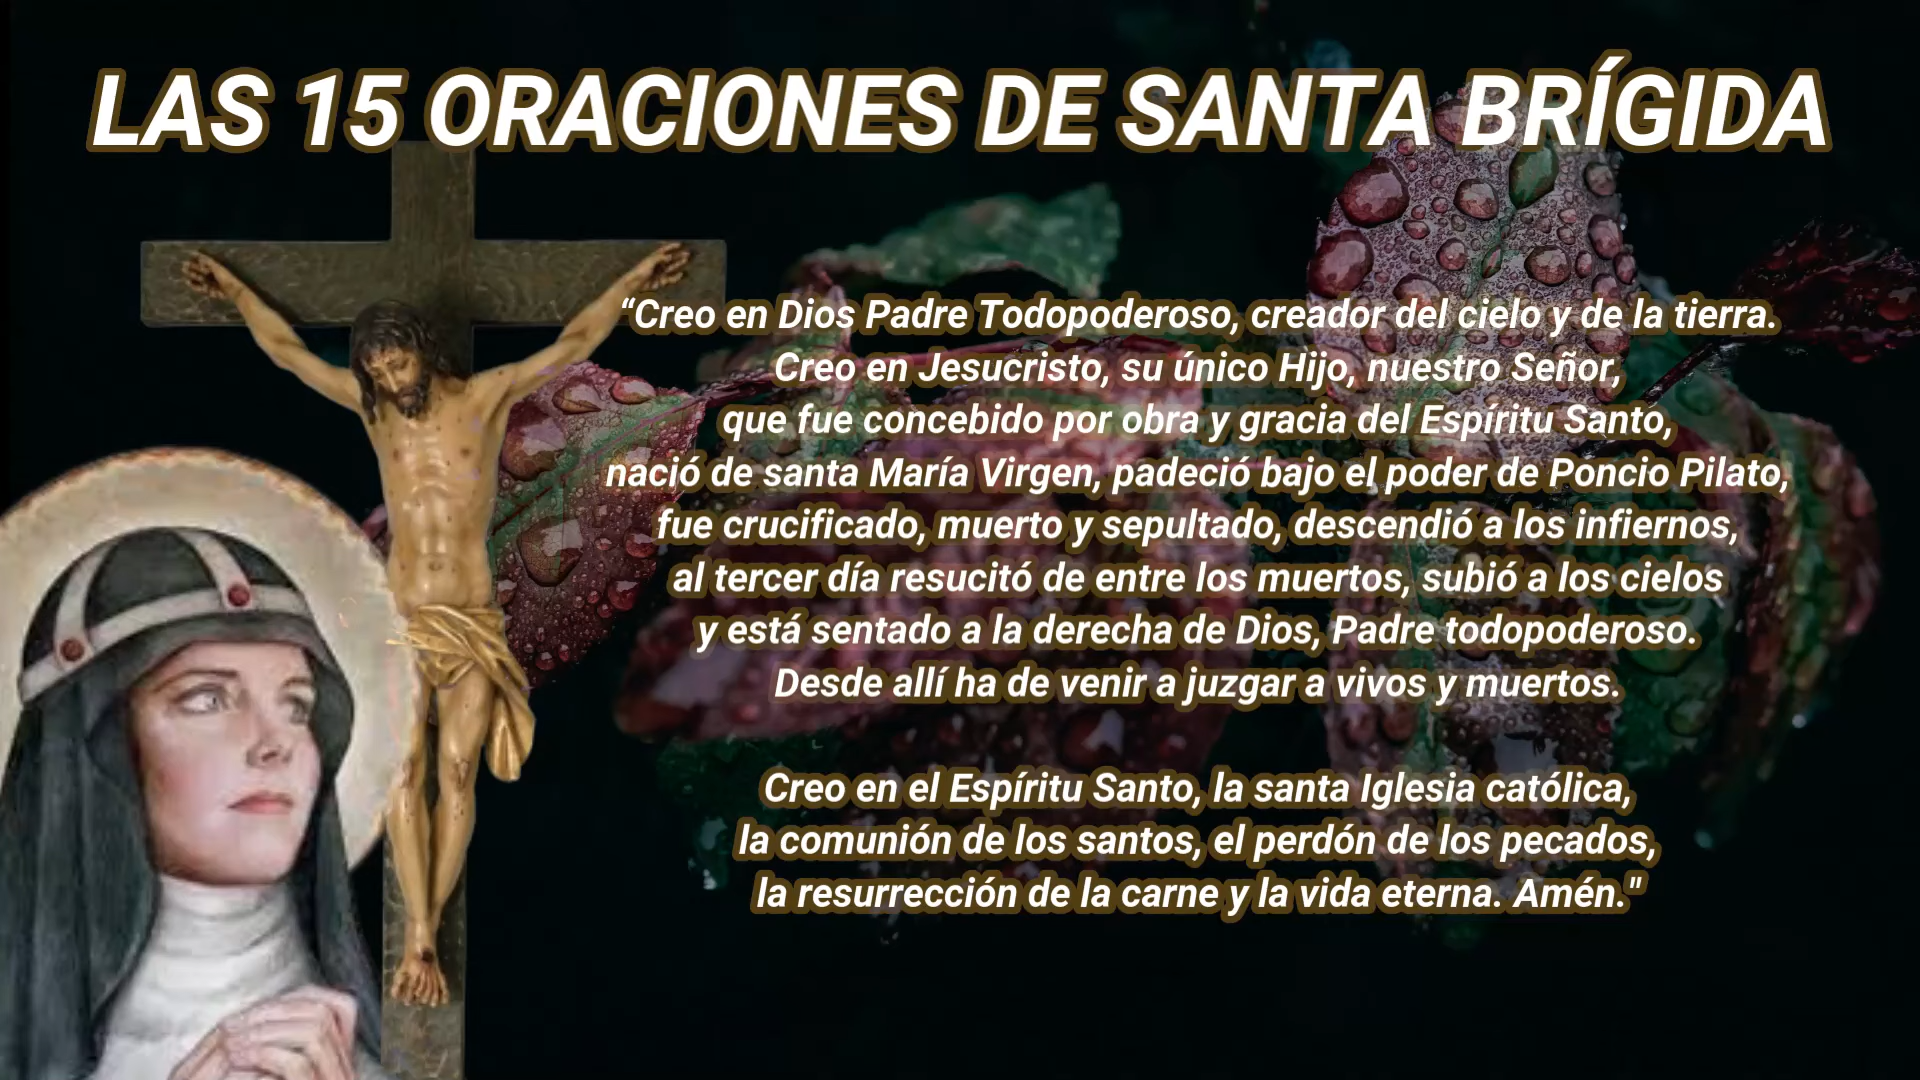 LAS 15 ORACIONES DE SANTA BRÍGIDA
“Creo en Dios Padre Todopoderoso, creador del cielo y de la tierra.
Creo en Jesucristo, su único Hijo, nuestro Señor,
que fue concebido por obra y gracia del Espíritu Santo,
nació de santa María Virgen, padeció bajo el poder de Poncio Pilato,
fue crucificado, muerto y sepultado, descendió a los infiernos,
al tercer día resucitó de entre los muertos, subió a los cielos
y está sentado a la derecha de Dios, Padre todopoderoso.
Desde allí ha de venir a juzgar a vivos y muertos.
Creo en el Espíritu Santo, la santa Iglesia católica,
la comunión de los santos, el perdón de los pecados,
la resurrección de la carne y la vida eterna. Amén."